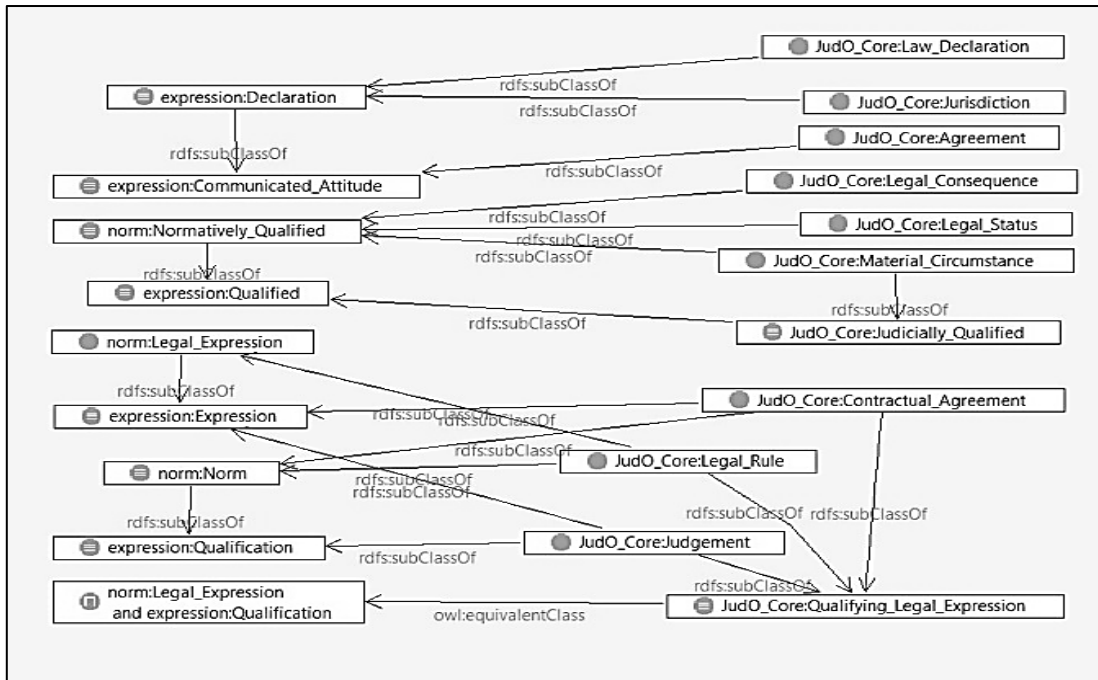 JudO_Core:Law_Declaration
rdfs:subClassOf
expression:Declaration
JudO_Core:Jurisdiction
rdfs:subClassOf
JudO_Core:Agreement
rdfs:subClassOf
rdfs:subClassOf
expression:Communicated_Attitude
JudO_Core:Legal_Consequence
rdfs:subClassOf
norm:Normatively_Qualified
JudO_Core:Legal_Status
rdfs:subClassOf
rdfs:subClassOf
JudO_Core:Material_Circumstance
rdfs:subClassOf
expression:Qualified
rdfs:subClassOf
rdfs:subClassOf
JudO_Core:Judicially_Qualified
norm:Legal_Expression
rdfs:subClassOf
JudO_Core:Contractual_Agreement
expression:Expression
rdfs:subClassOf
rdfs:subClassOf
rdfs:subClassOf
JudO_Core:Legal_Rule
norm:Norm
rdfs:subClassOf
rdfs:subClassOf
rdfs:subClassOf
rdfs:subClassOf
rdfs:subClassOf
JudO_Core:Judgement
expression:Qualification
rdfs:subClassOf
rdfs:subClassOf
norm:Legal_Expression
and expression:Qualification
JudO_Core:Qualifying_Legal_Expression
owl:equivalentClass